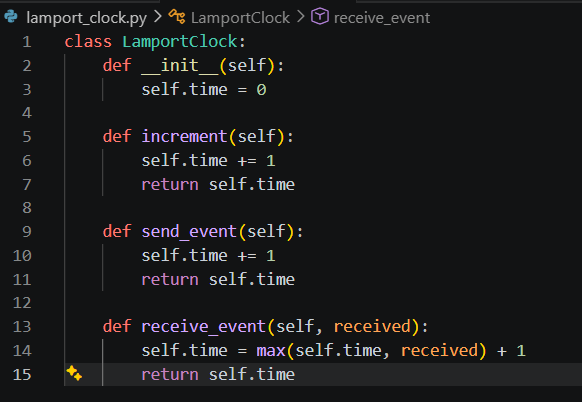 lamport_clock.py > LamportClock > receive_event
1 class LamportClock:
2     def __init__(self):
3         self.time = 0
4
5     def increment(self):
6         self.time += 1
7         return self.time
8
9     def send_event(self):
10         self.time += 1
11         return self.time
12
13     def receive_event(self, received):
14         self.time = max(self.time, received) + 1
15         return self.time